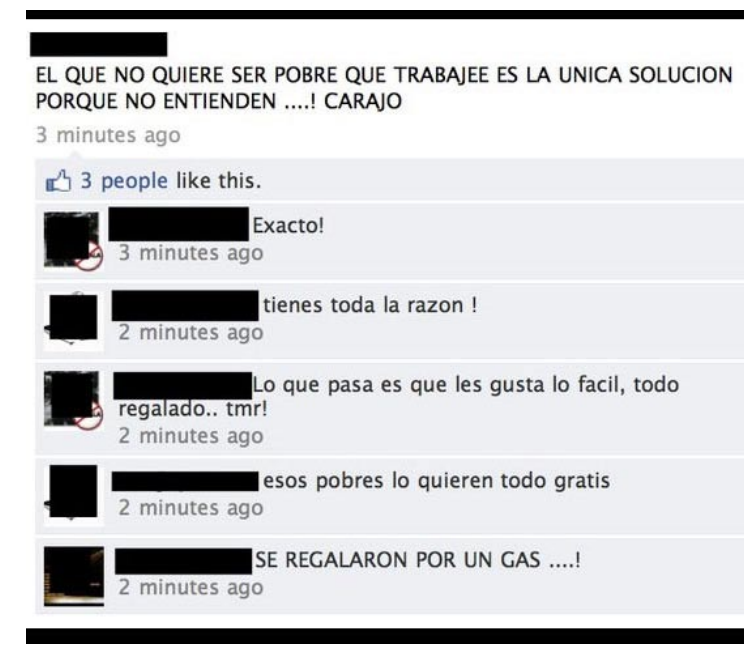 EL QUE NO QUIERE SER POBRE QUE TRABAJEE ES LA UNICA SOLUCION
PORQUE NO ENTIENDEN ....! CARAJO
3 minutes ago
3 people like this.
Exacto!
3 minutes ago
tienes toda la razon !
2 minutes ago
Lo que pasa es que les gusta lo facil, todo
regalado.. tmr!
2 minutes ago
esos pobres lo quieren todo gratis
2 minutes ago
SE REGALARON POR UN GAS ....!
2 minutes ago